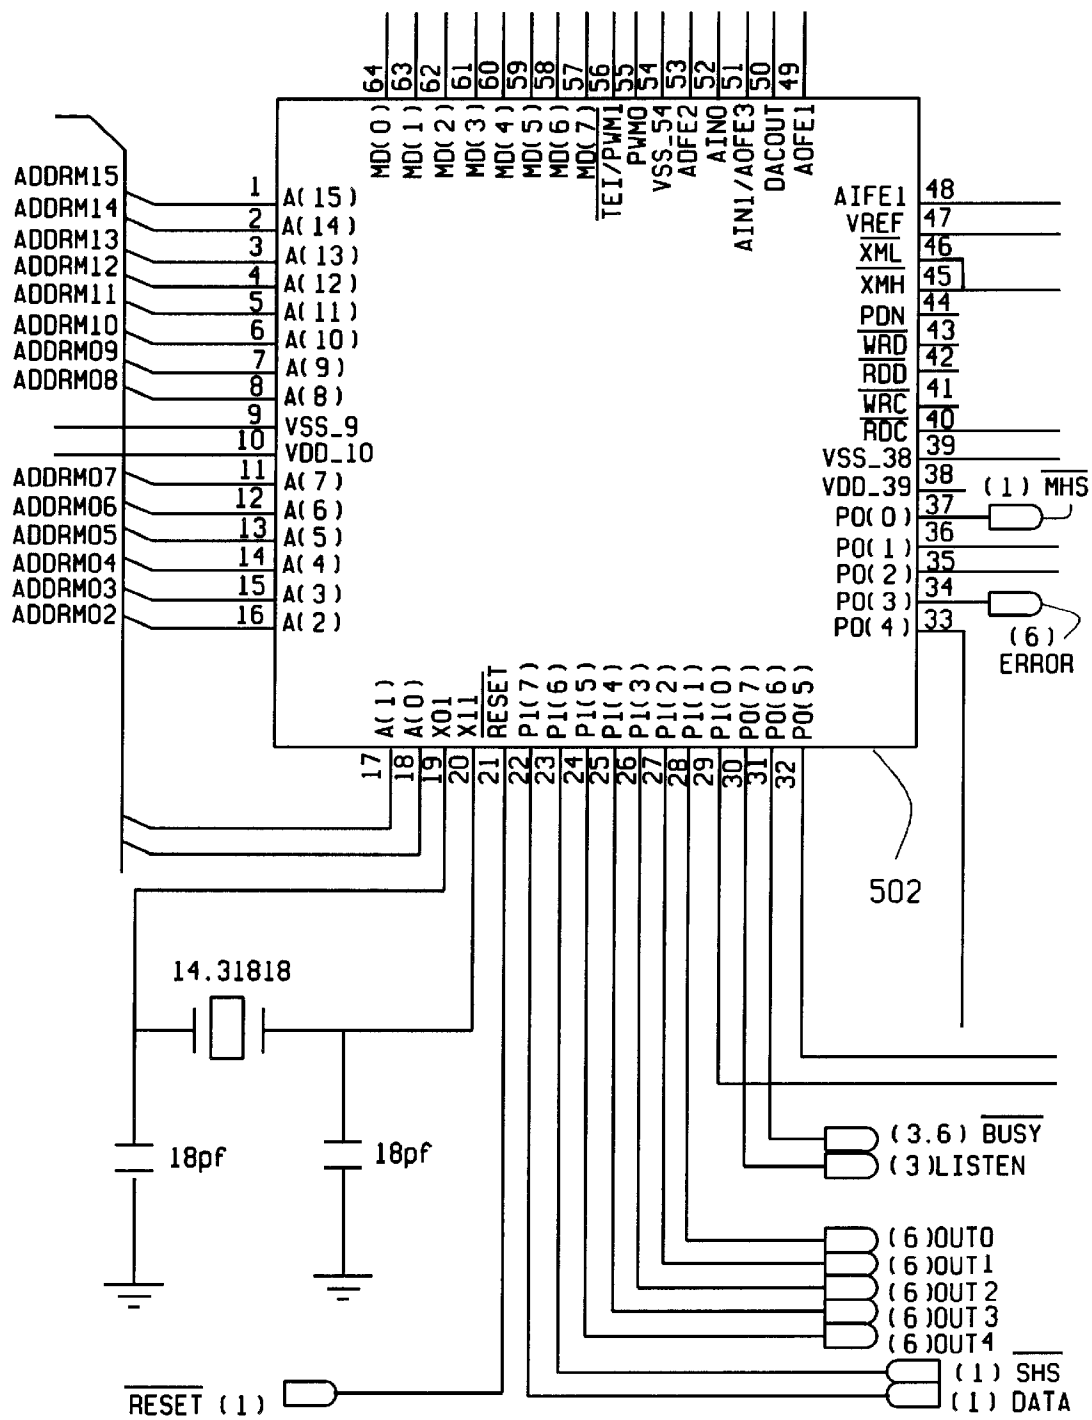 64 63 62 61 60 59 58 57 56 55 54 53 52 51 50 49
MD(0) MD(1) MD(2) MD(3) MD(4) MD(5) MD(6) MD(7) TEI/PWM1 PWM0 VSS_54 AOFE2 AIN0 AIN1/AOFE3 DACOUT AOFE1
ADDRM15 1 A(15)
ADDRM14 2 A(14)
ADDRM13 3 A(13)
ADDRM12 4 A(12)
ADDRM11 5 A(11)
ADDRM10 6 A(10)
ADDRM09 7 A(9)
ADDRM08 8 A(8)
9 VSS_9
10 VDD_10
ADDRM07 11 A(7)
ADDRM06 12 A(6)
ADDRM05 13 A(5)
ADDRM04 14 A(4)
ADDRM03 15 A(3)
ADDRM02 16 A(2)
AIFE1 48
VREF 47
XML 46
XMH 45
PDN 44
WRD 43
RDD 42
WRC 41
RDC 40
VSS_38 39
VDD_39 38 (1) MHS
P0(0) 37
P0(1) 36
P0(2) 35
P0(3) 34
P0(4) 33
(6)
ERROR
A(1) A(0) XO1 X11 RESET P1(7) P1(6) P1(5) P1(4) P1(3) P1(2) P1(1) P1(0) P0(7) P0(6) P0(5)
17 18 19 20 21 22 23 24 25 26 27 28 29 30 31 32
502
14.31818
18pf 18pf
(3.6) BUSY
(3)LISTEN
(6)OUT0
(6)OUT1
(6)OUT2
(6)OUT3
(6)OUT4
(1) SHS
RESET (1)
(1) DATA